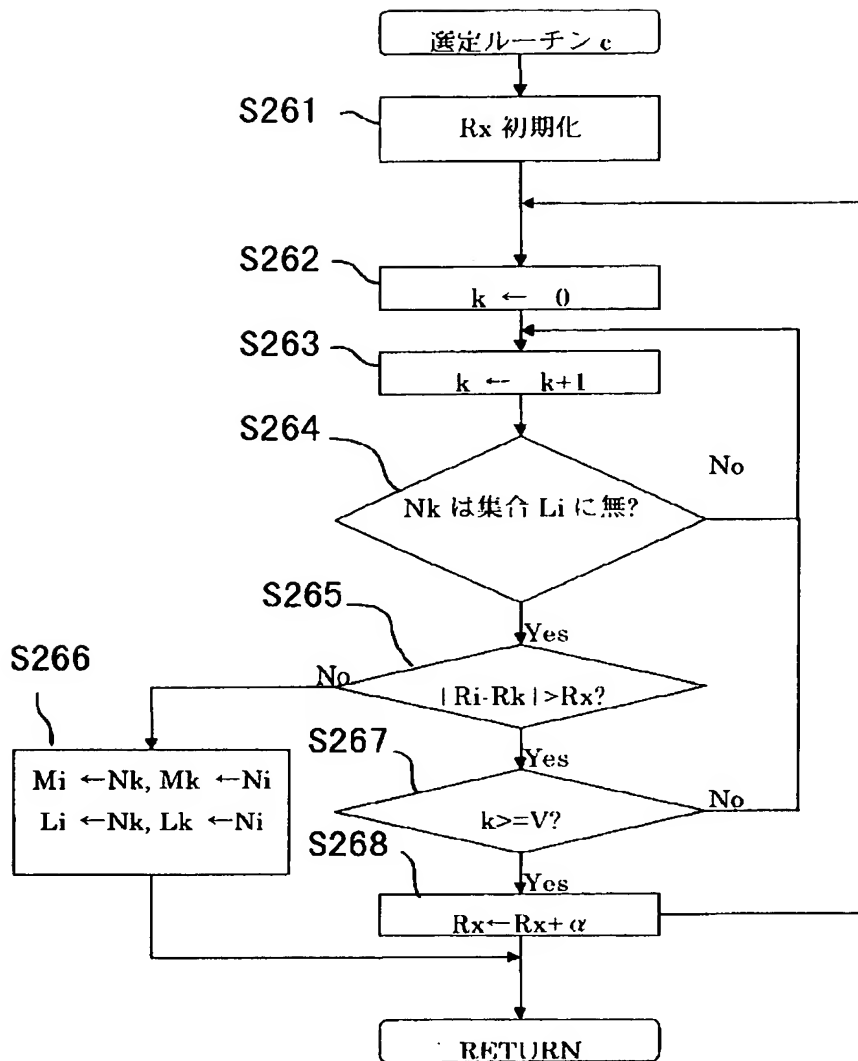 選定ルーチン c
S261
Rx 初期化
S262
k ← 0
S263
k ← k+1
S264
No
Nk は集合 Li に無?
S265
Yes
S266
No
|Ri-Rk|>Rx?
S267
Yes
Mi ←Nk, Mk ←Ni
Li ←Nk, Lk ←Ni
k>=V?
No
S268
Yes
Rx←Rx+α
RETURN